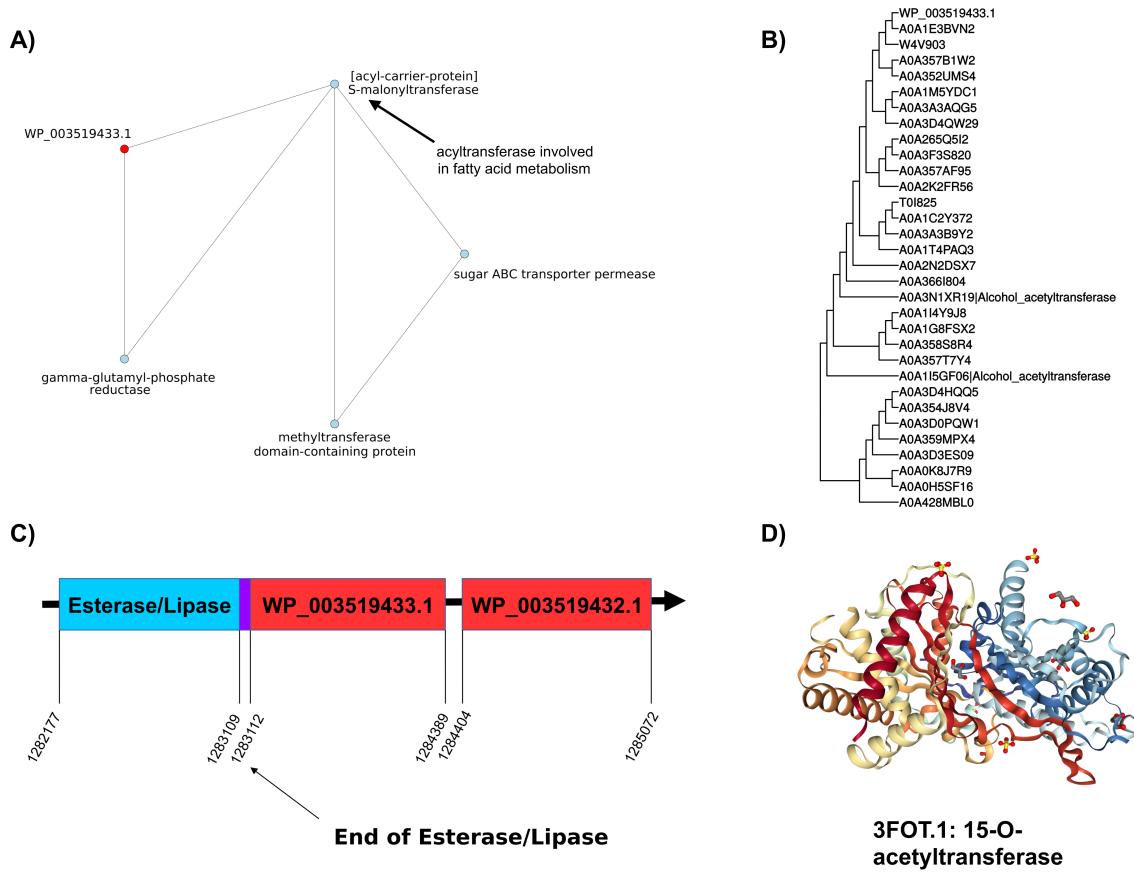 A)
[acyl-carrier-protein]
S-malonyltransferase
WP_003519433.1
acyltransferase involved
in fatty acid metabolism
sugar ABC transporter permease
gamma-glutamyl-phosphate
reductase
methyltransferase
domain-containing protein
B)
WP_003519433.1
A0A1E3BVN2
W4V903
A0A357B1W2
A0A352UMS4
A0A1M5YDC1
A0A3A3AQG5
A0A3D4QW29
A0A265Q5I2
A0A3F3S820
A0A357AF95
A0A2K2FR56
T0I825
A0A1C2Y372
A0A3A3B9Y2
A0A1T4PAQ3
A0A2N2DSX7
A0A366I804
A0A3N1XR19|Alcohol_acetyltransferase
A0A1I4Y9J8
A0A1G8FSX2
A0A358S8R4
A0A357T7Y4
A0A1I5GF06|Alcohol_acetyltransferase
A0A3D4HQQ5
A0A354J8V4
A0A3D0PQW1
A0A359MPX4
A0A3D3ES09
A0A0K8J7R9
A0A0H5SF16
A0A428MBL0
C)
Esterase/Lipase
WP_003519433.1
WP_003519432.1
1282177
1283109
1283112
1284389
1284404
1285072
End of Esterase/Lipase
D)
3FOT.1: 15-O-
acetyltransferase